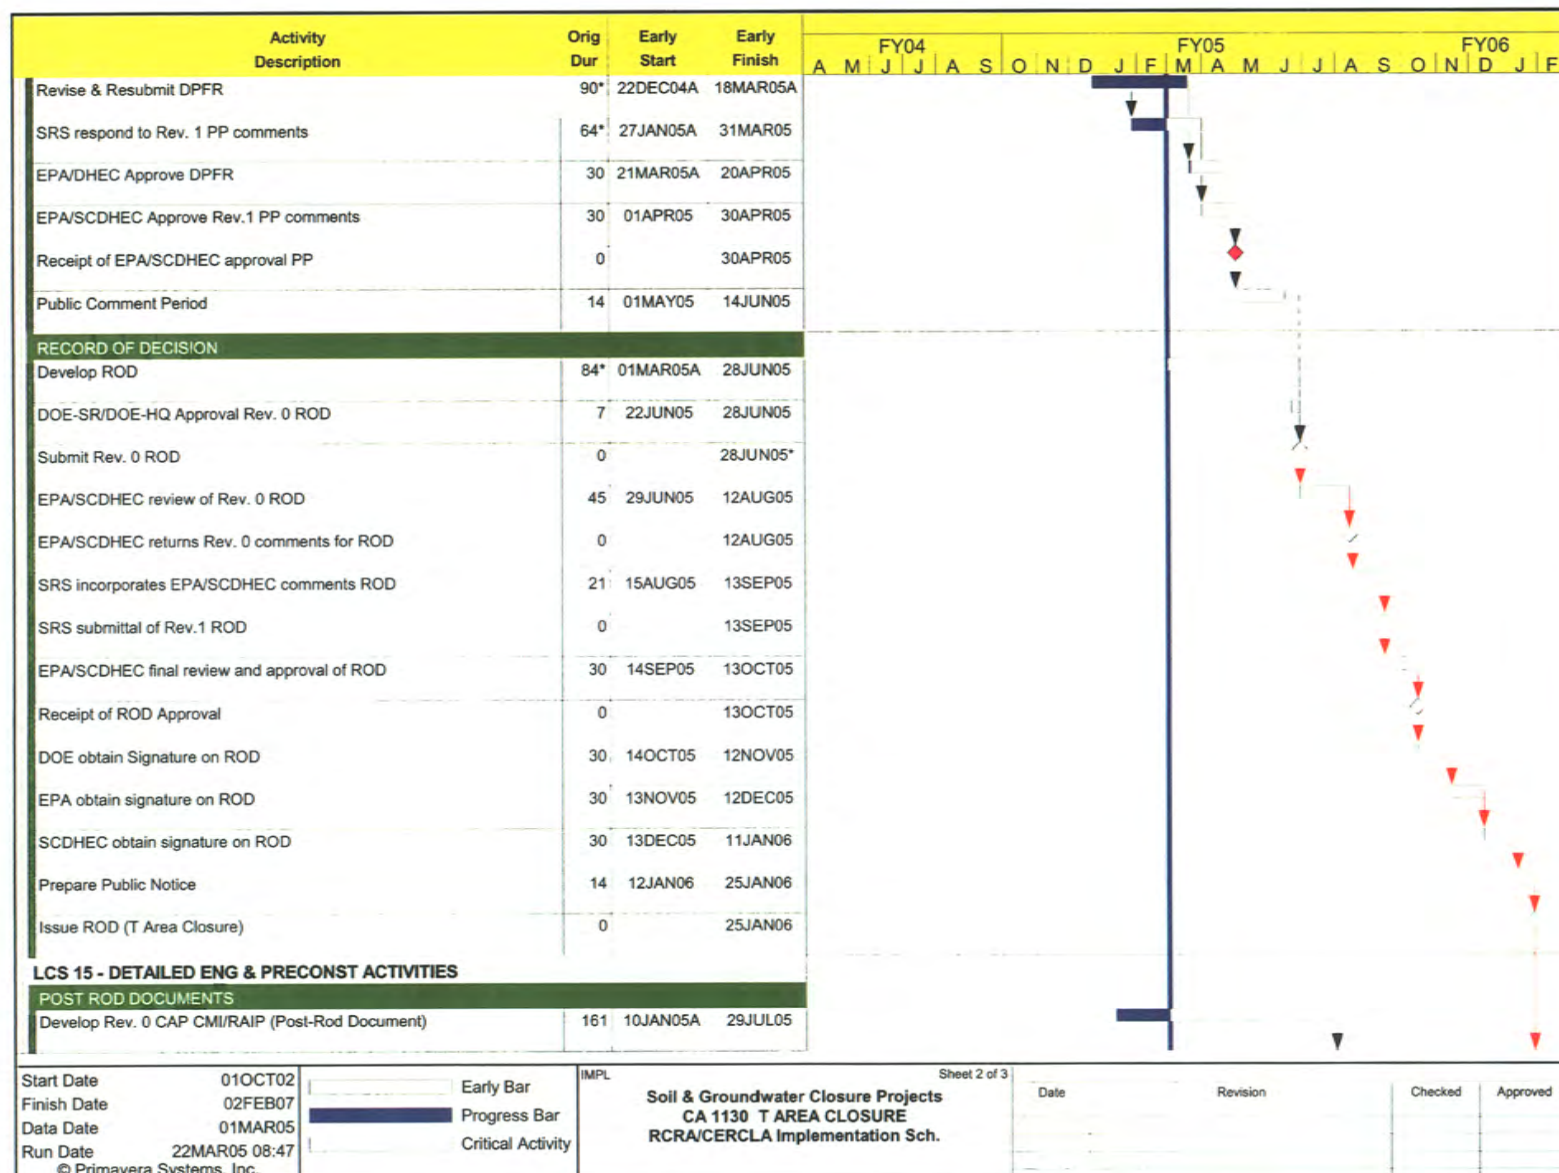 Activity Description Orig Dur Early Start Early Finish FY04 FY05 FY06
A M J J A S O N D J F M A M J J A S O N D J F
Revise & Resubmit DPFR 90* 22DEC04A 18MAR05A
SRS respond to Rev. 1 PP comments 64* 27JAN05A 31MAR05
EPA/DHEC Approve DPFR 30 21MAR05A 20APR05
EPA/SCDHEC Approve Rev.1 PP comments 30 01APR05 30APR05
Receipt of EPA/SCDHEC approval PP 0 30APR05
Public Comment Period 14 01MAY05 14JUN05
RECORD OF DECISION
Develop ROD 84* 01MAR05A 28JUN05
DOE-SR/DOE-HQ Approval Rev. 0 ROD 7 22JUN05 28JUN05
Submit Rev. 0 ROD 0 28JUN05*
EPA/SCDHEC review of Rev. 0 ROD 45 29JUN05 12AUG05
EPA/SCDHEC returns Rev. 0 comments for ROD 0 12AUG05
SRS incorporates EPA/SCDHEC comments ROD 21 15AUG05 13SEP05
SRS submittal of Rev.1 ROD 0 13SEP05
EPA/SCDHEC final review and approval of ROD 30 14SEP05 13OCT05
Receipt of ROD Approval 0 13OCT05
DOE obtain Signature on ROD 30 14OCT05 12NOV05
EPA obtain signature on ROD 30 13NOV05 12DEC05
SCDHEC obtain signature on ROD 30 13DEC05 11JAN06
Prepare Public Notice 14 12JAN06 25JAN06
Issue ROD (T Area Closure) 0 25JAN06
LCS 15 - DETAILED ENG & PRECONST ACTIVITIES
POST ROD DOCUMENTS
Develop Rev. 0 CAP CMI/RAIP (Post-Rod Document) 161 10JAN05A 29JUL05
Start Date 01OCT02
Finish Date 02FEB07
Data Date 01MAR05
Run Date 22MAR05 08:47
© Primavera Systems, Inc.
Early Bar
Progress Bar
Critical Activity
IMPL
Sheet 2 of 3
Soil & Groundwater Closure Projects
CA 1130 T AREA CLOSURE
RCRA/CERCLA Implementation Sch.
Date Revision Checked Approved